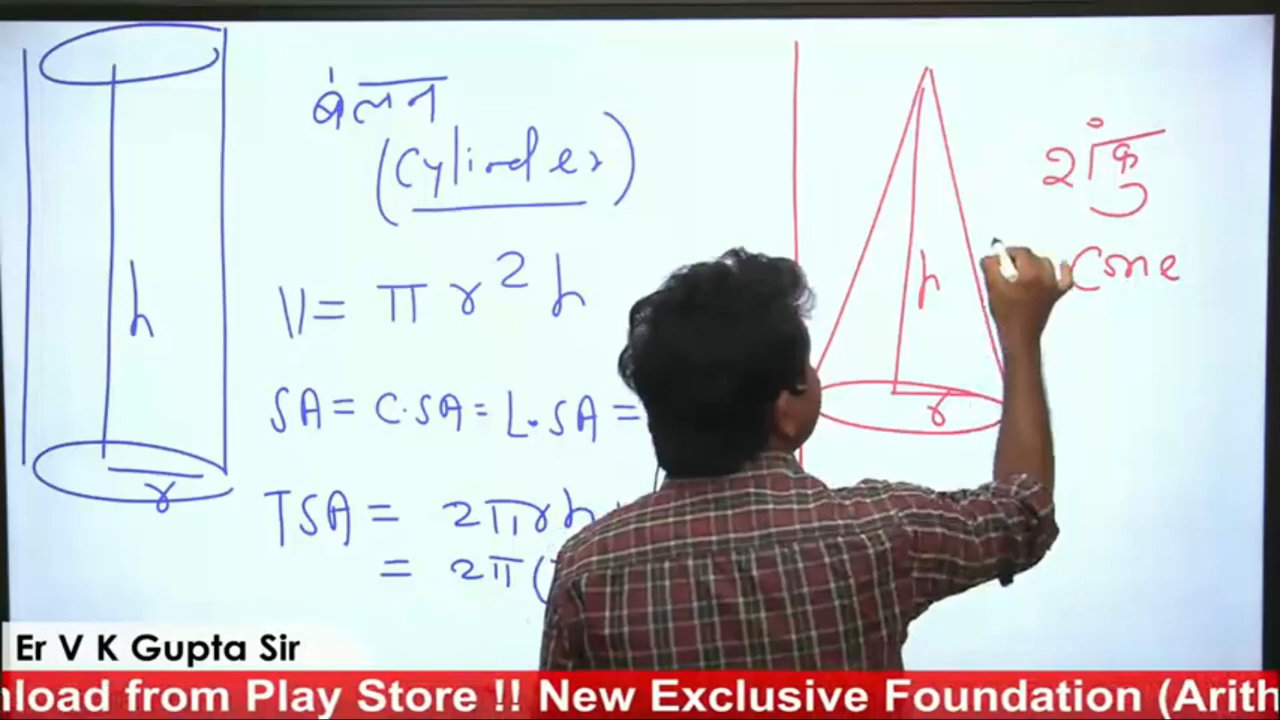 बेलन
(Cylinder)
h
r
V = π r² h
SA = C.SA = L.SA =
TSA = 2πrh
= 2π(
शंकु
Cone
h
r
Er V K Gupta Sir
nload from Play Store !! New Exclusive Foundation (Arith